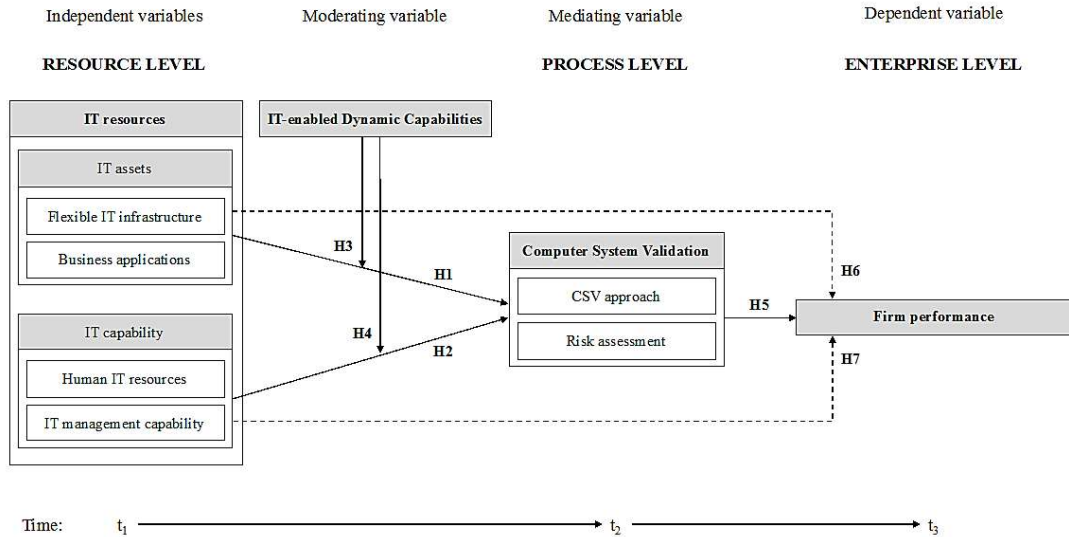 Independent variables
Moderating variable
Mediating variable
Dependent variable
RESOURCE LEVEL
PROCESS LEVEL
ENTERPRISE LEVEL
IT resources
IT-enabled Dynamic Capabilities
IT assets
Flexible IT infrastructure
Business applications
H3
H1
Computer System Validation
CSV approach
Risk assessment
H6
H5
Firm performance
IT capability
H4
H2
H7
Human IT resources
IT management capability
Time:
t1
t2
t3